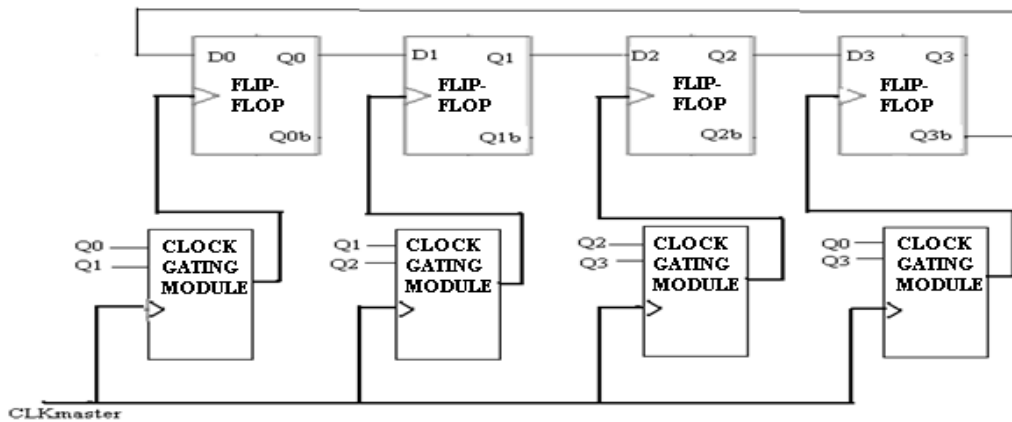 D0 Q0
FLIP-
FLOP
Q0b
D1 Q1
FLIP-
FLOP
Q1b
D2 Q2
FLIP-
FLOP
Q2b
D3 Q3
FLIP-
FLOP
Q3b
Q0
Q1
CLOCK
GATING
MODULE
Q1
Q2
CLOCK
GATING
MODULE
Q2
Q3
CLOCK
GATING
MODULE
Q0
Q3
CLOCK
GATING
MODULE
CLKmaster